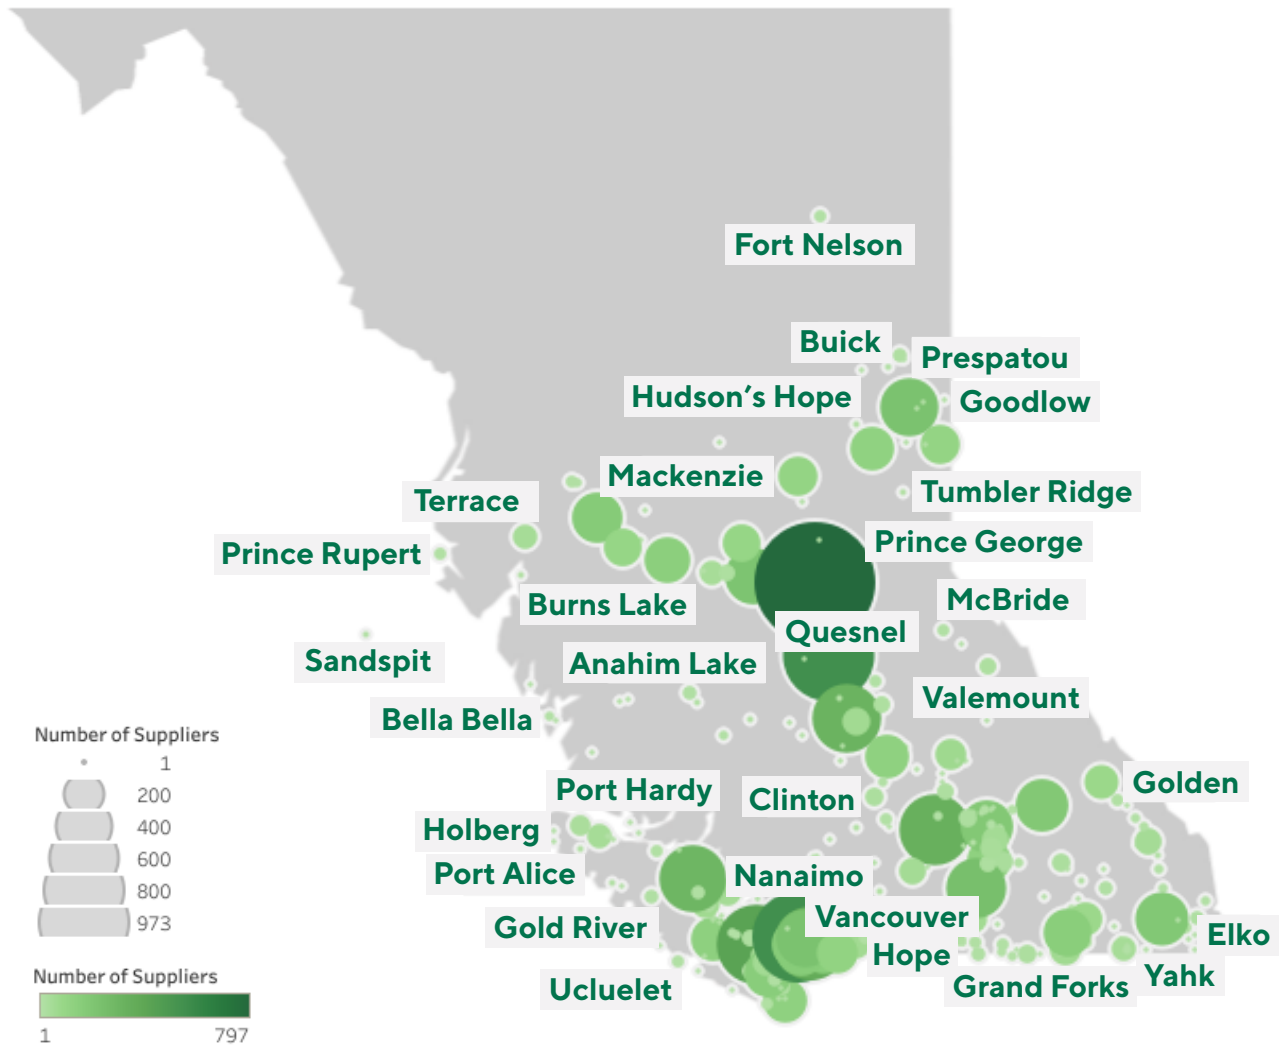 Fort Nelson
Buick
Prespatou
Hudson’s Hope
Goodlow
Mackenzie
Terrace
Tumbler Ridge
Prince Rupert
Prince George
Burns Lake
McBride
Quesnel
Sandspit
Anahim Lake
Valemount
Bella Bella
Number of Suppliers
1
200
400
600
800
973
Port Hardy
Clinton
Golden
Holberg
Port Alice
Nanaimo
Gold River
Vancouver
Hope
Elko
Ucluelet
Grand Forks
Yahk
Number of Suppliers
1
797